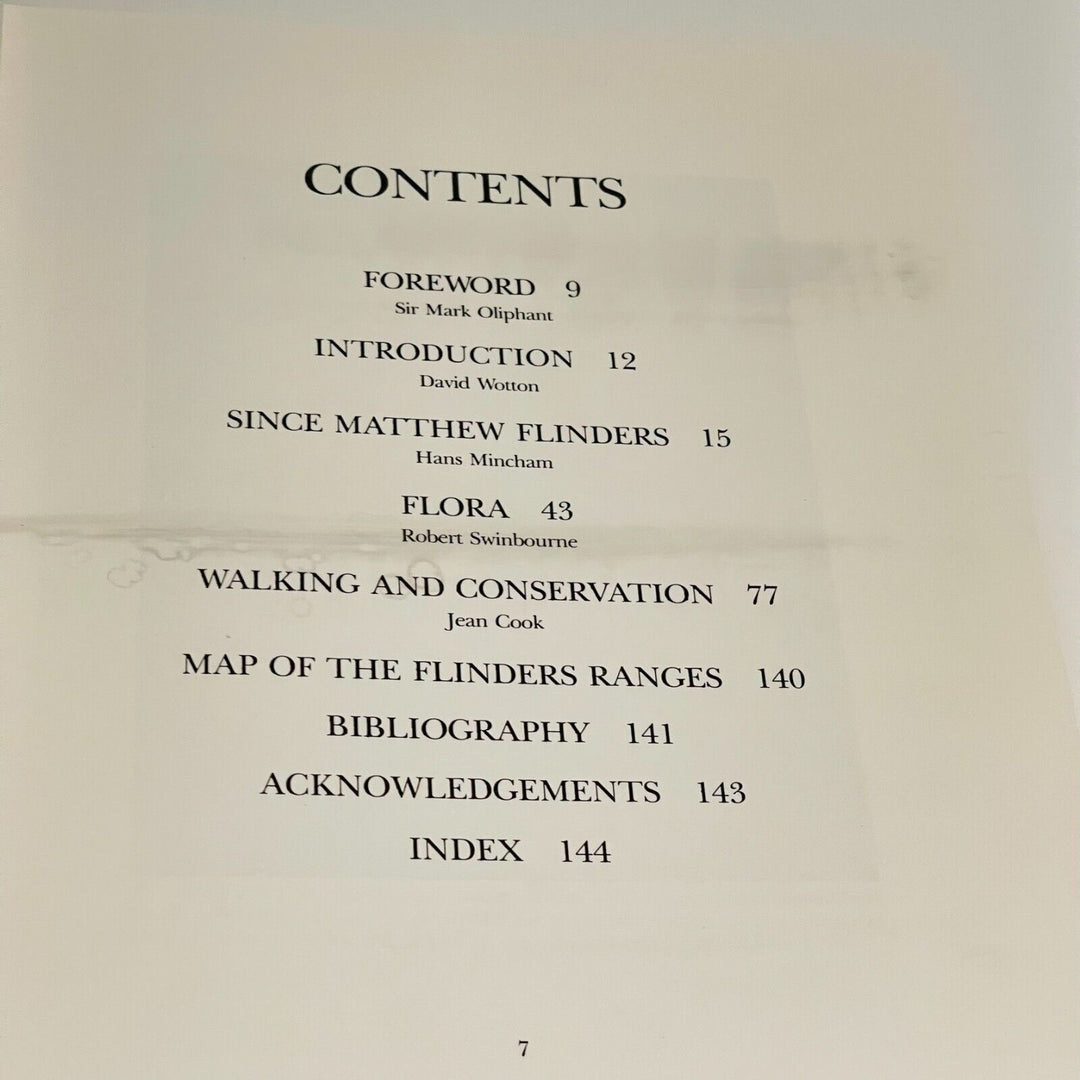 CONTENTS
FOREWORD 9
Sir Mark Oliphant
INTRODUCTION 12
David Wotton
SINCE MATTHEW FLINDERS 15
Hans Mincham
FLORA 43
Robert Swinbourne
WALKING AND CONSERVATION 77
Jean Cook
MAP OF THE FLINDERS RANGES 140
BIBLIOGRAPHY 141
ACKNOWLEDGEMENTS 143
INDEX 144
7